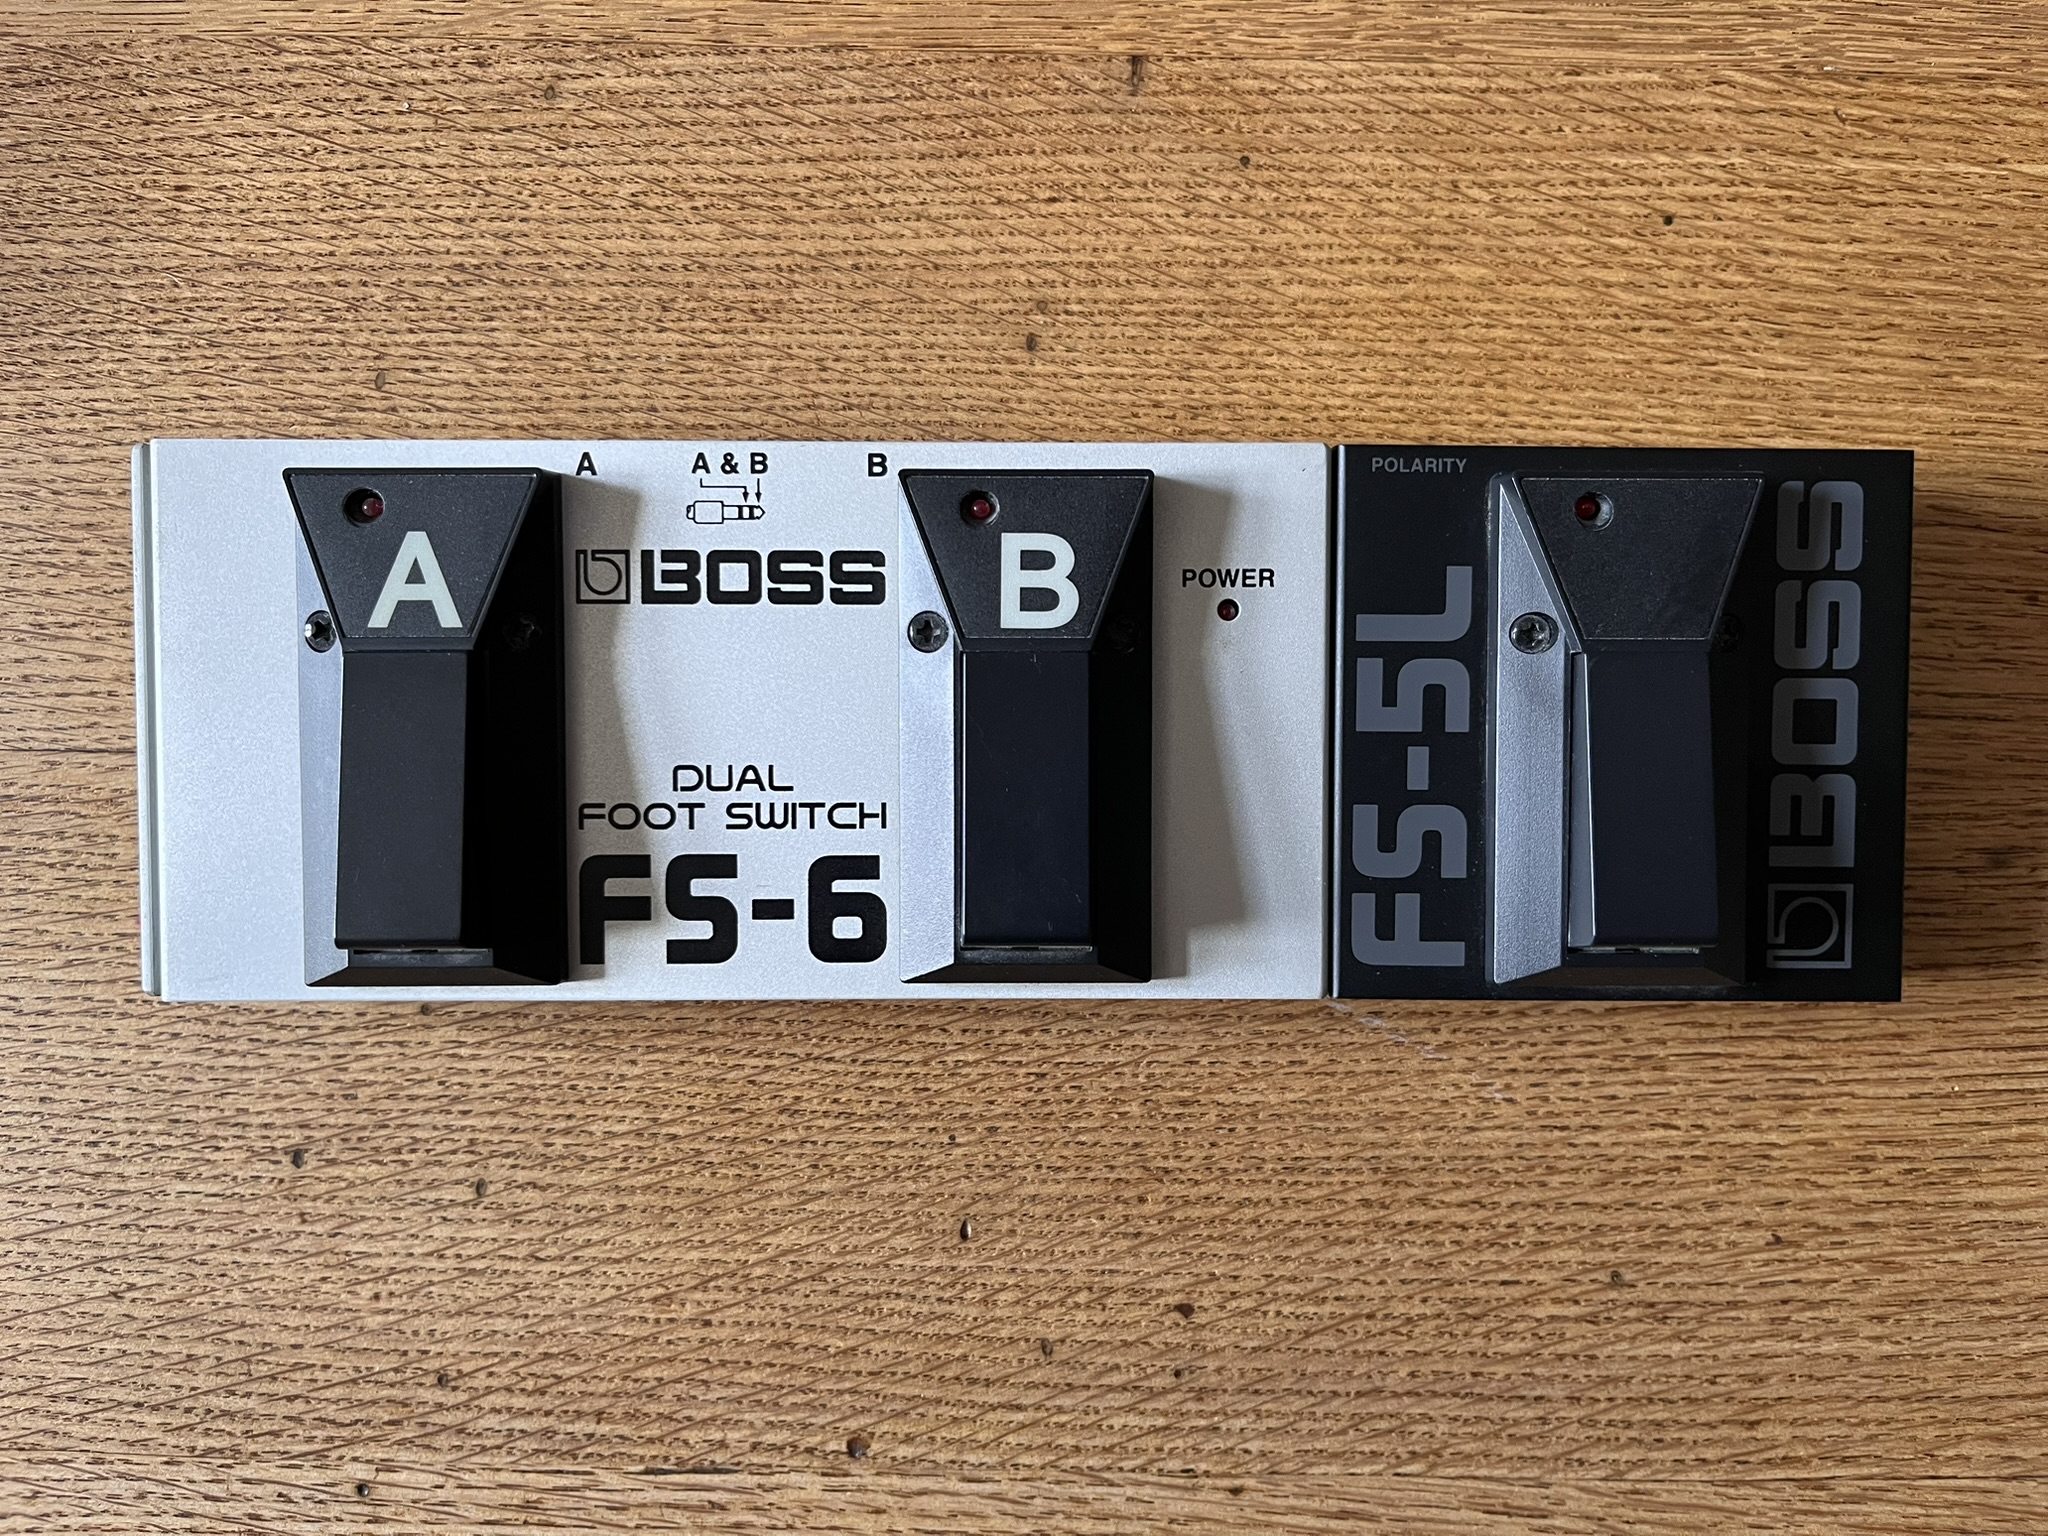 A A & B B
A
BOSS
B
POWER
DUAL
FOOT SWITCH
FS-6
POLARITY
FS-5L
BOSS